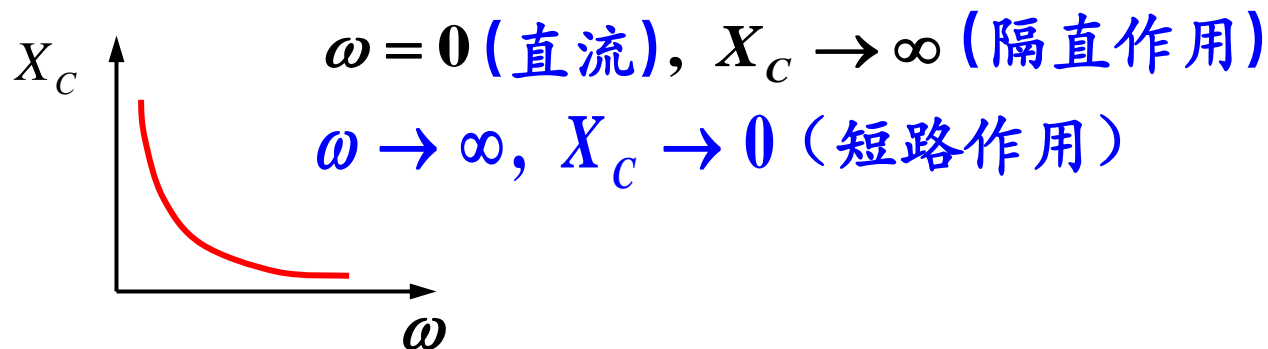 X_C
ω = 0 (直流), X_C → ∞ (隔直作用)
ω → ∞, X_C → 0（短路作用）
ω